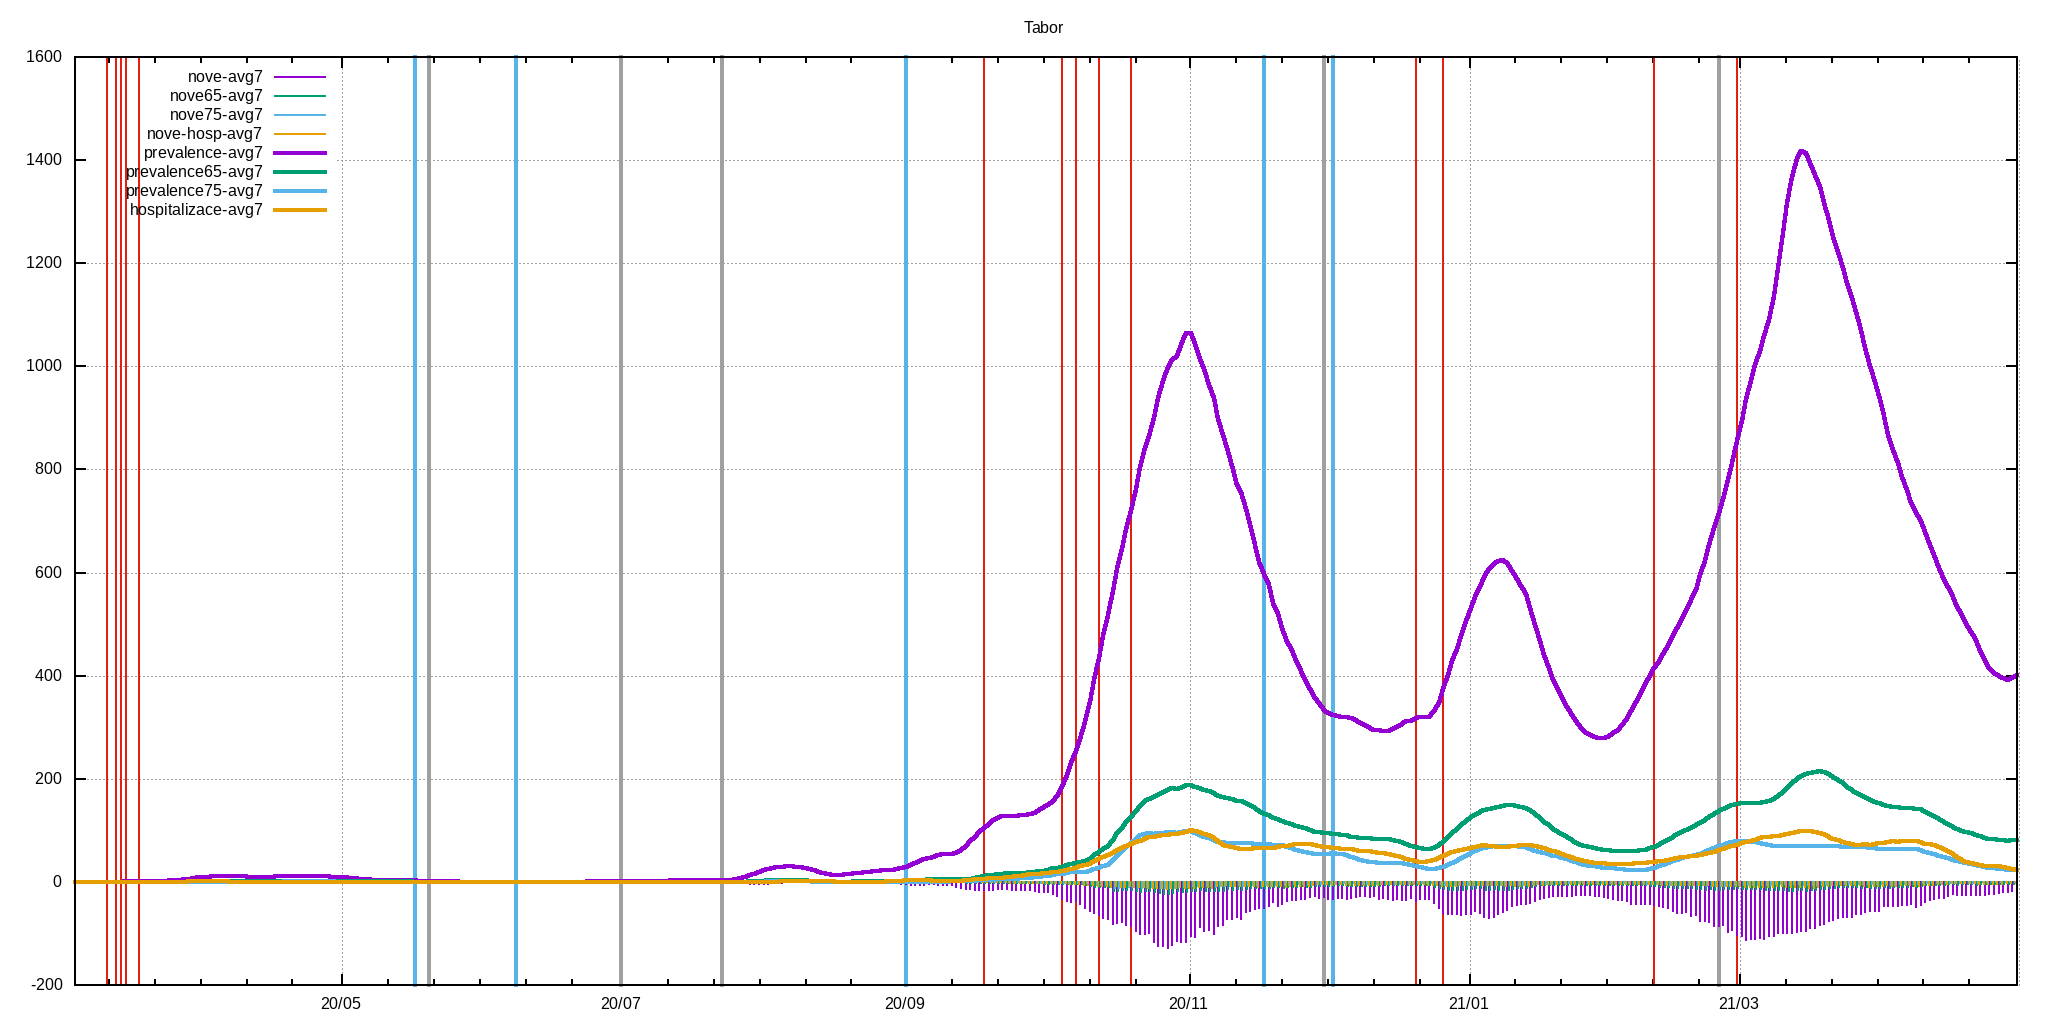 Tabor
1600
1400
1200
1000
800
600
400
200
0
-200
nove-avg7
nove65-avg7
nove75-avg7
nove-hosp-avg7
prevalence-avg7
prevalence65-avg7
prevalence75-avg7
hospitalizace-avg7
20/05 20/07 20/09 20/11 21/01 21/03